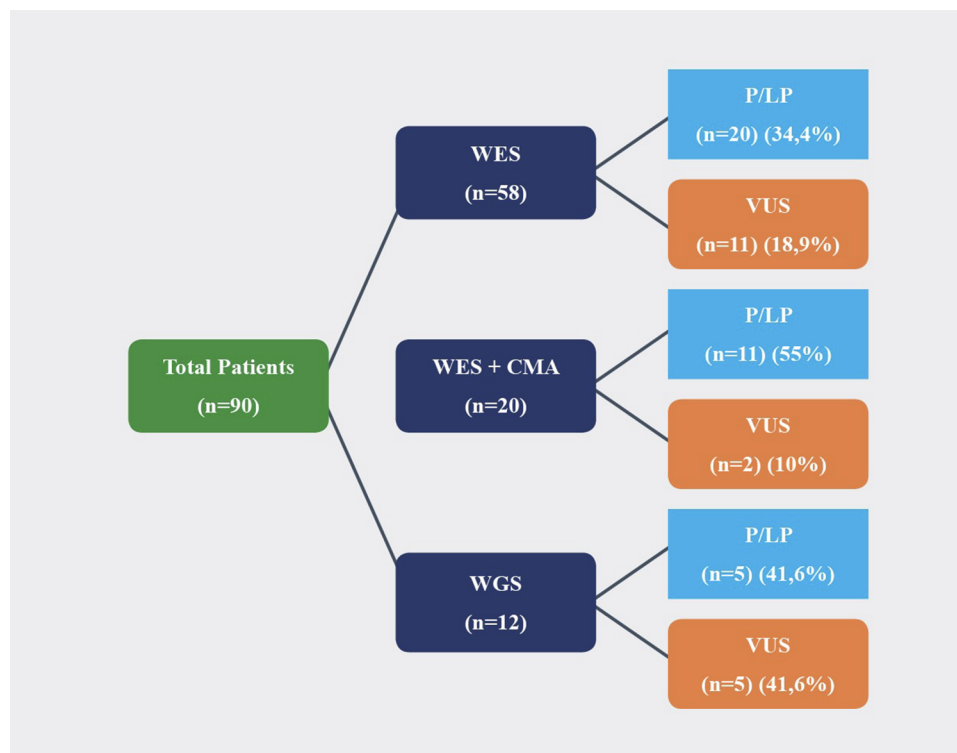 Total Patients
(n=90)
WES
(n=58)
P/LP
(n=20) (34,4%)
VUS
(n=11) (18,9%)
WES + CMA
(n=20)
P/LP
(n=11) (55%)
VUS
(n=2) (10%)
WGS
(n=12)
P/LP
(n=5) (41,6%)
VUS
(n=5) (41,6%)